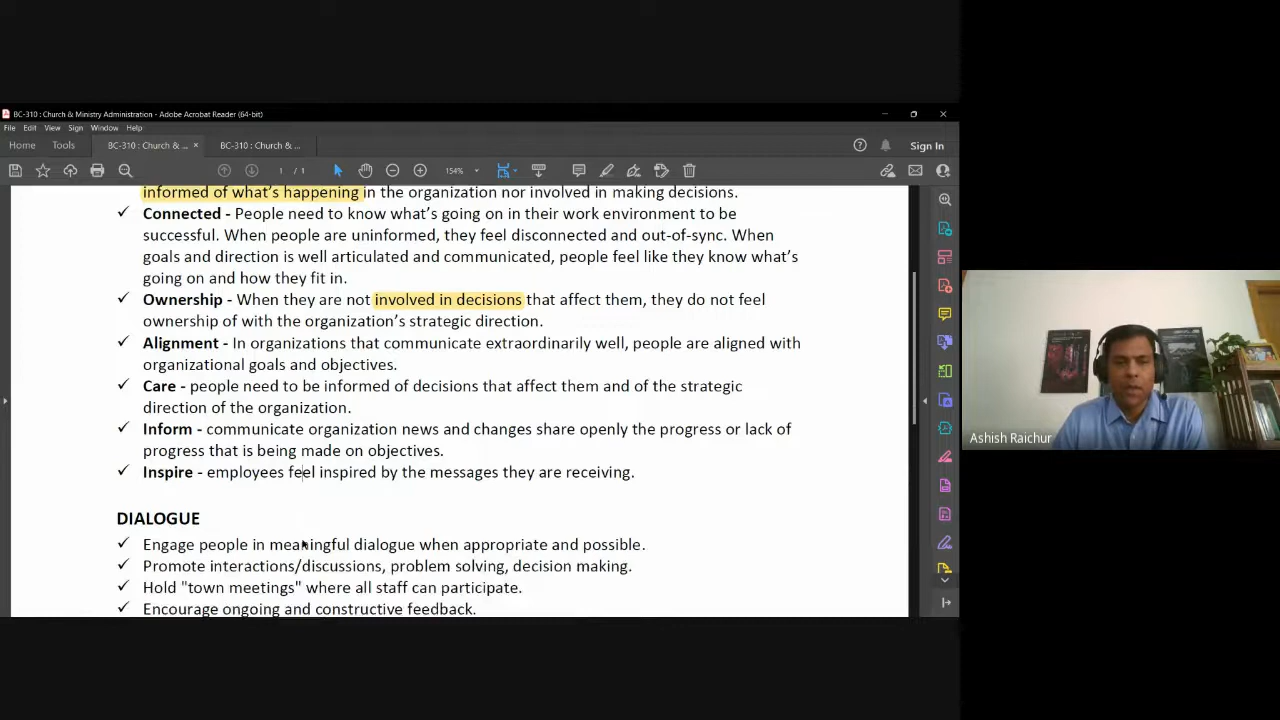 BC-310 : Church & Ministry Administration - Adobe Acrobat Reader (64-bit)
File Edit View Sign Window Help
Home Tools BC-310 : Church & ... × BC-310 : Church & ... Sign In
1 / 1 154%
informed of what's happening in the organization nor involved in making decisions.
✓ Connected - People need to know what's going on in their work environment to be
successful. When people are uninformed, they feel disconnected and out-of-sync. When
goals and direction is well articulated and communicated, people feel like they know what's
going on and how they fit in.
✓ Ownership - When they are not involved in decisions that affect them, they do not feel
ownership of with the organization's strategic direction.
✓ Alignment - In organizations that communicate extraordinarily well, people are aligned with
organizational goals and objectives.
✓ Care - people need to be informed of decisions that affect them and of the strategic
direction of the organization.
✓ Inform - communicate organization news and changes share openly the progress or lack of
progress that is being made on objectives.
✓ Inspire - employees feel inspired by the messages they are receiving.
DIALOGUE
✓ Engage people in meaningful dialogue when appropriate and possible.
✓ Promote interactions/discussions, problem solving, decision making.
✓ Hold "town meetings" where all staff can participate.
✓ Encourage ongoing and constructive feedback.
Ashish Raichur